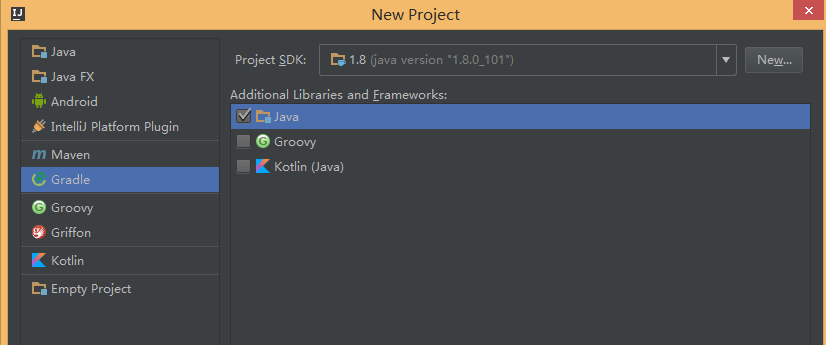 IJ
New Project
Java
Java FX
Android
IntelliJ Platform Plugin
Maven
Gradle
Groovy
Griffon
Kotlin
Empty Project
Project SDK:
1.8 (java version "1.8.0_101")
New...
Additional Libraries and Frameworks:
Java
Groovy
Kotlin (Java)